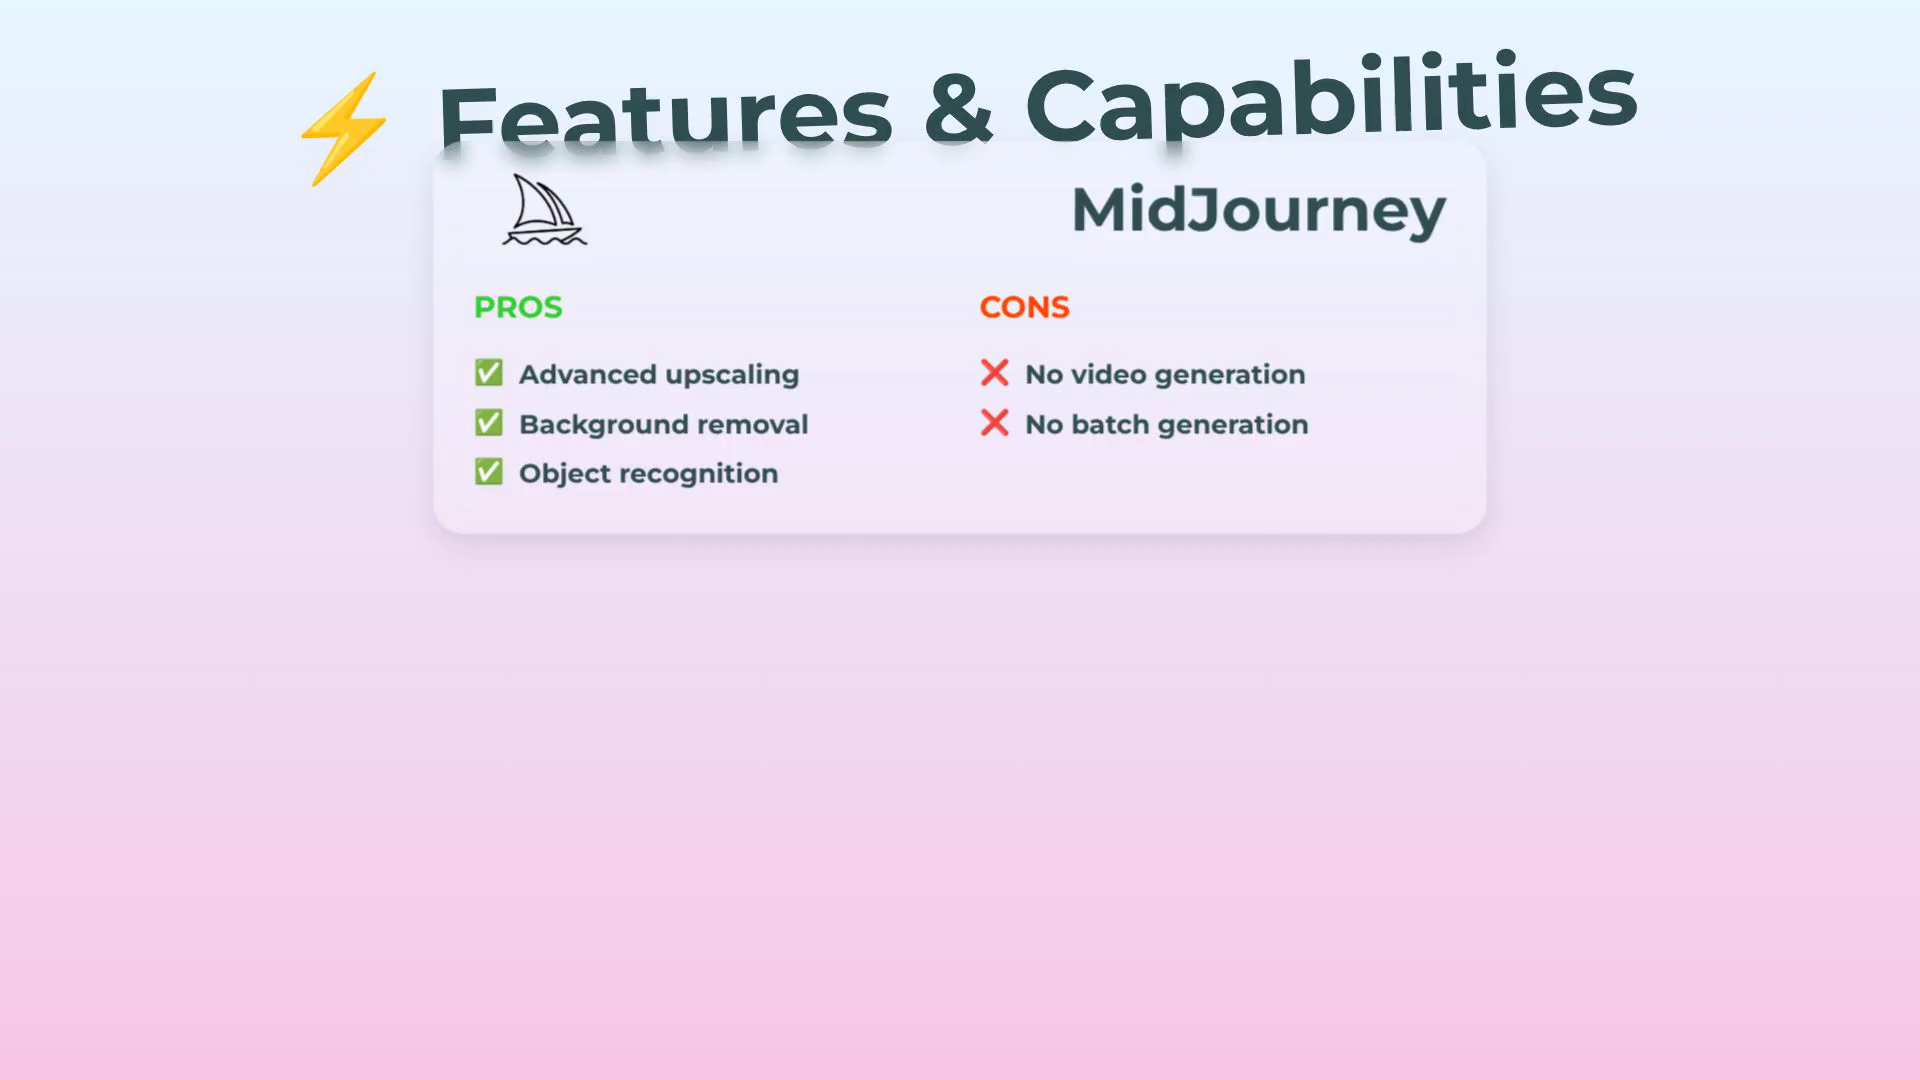 ⚡ Features & Capabilities
MidJourney
PROS
✅ Advanced upscaling
✅ Background removal
✅ Object recognition
CONS
❌ No video generation
❌ No batch generation